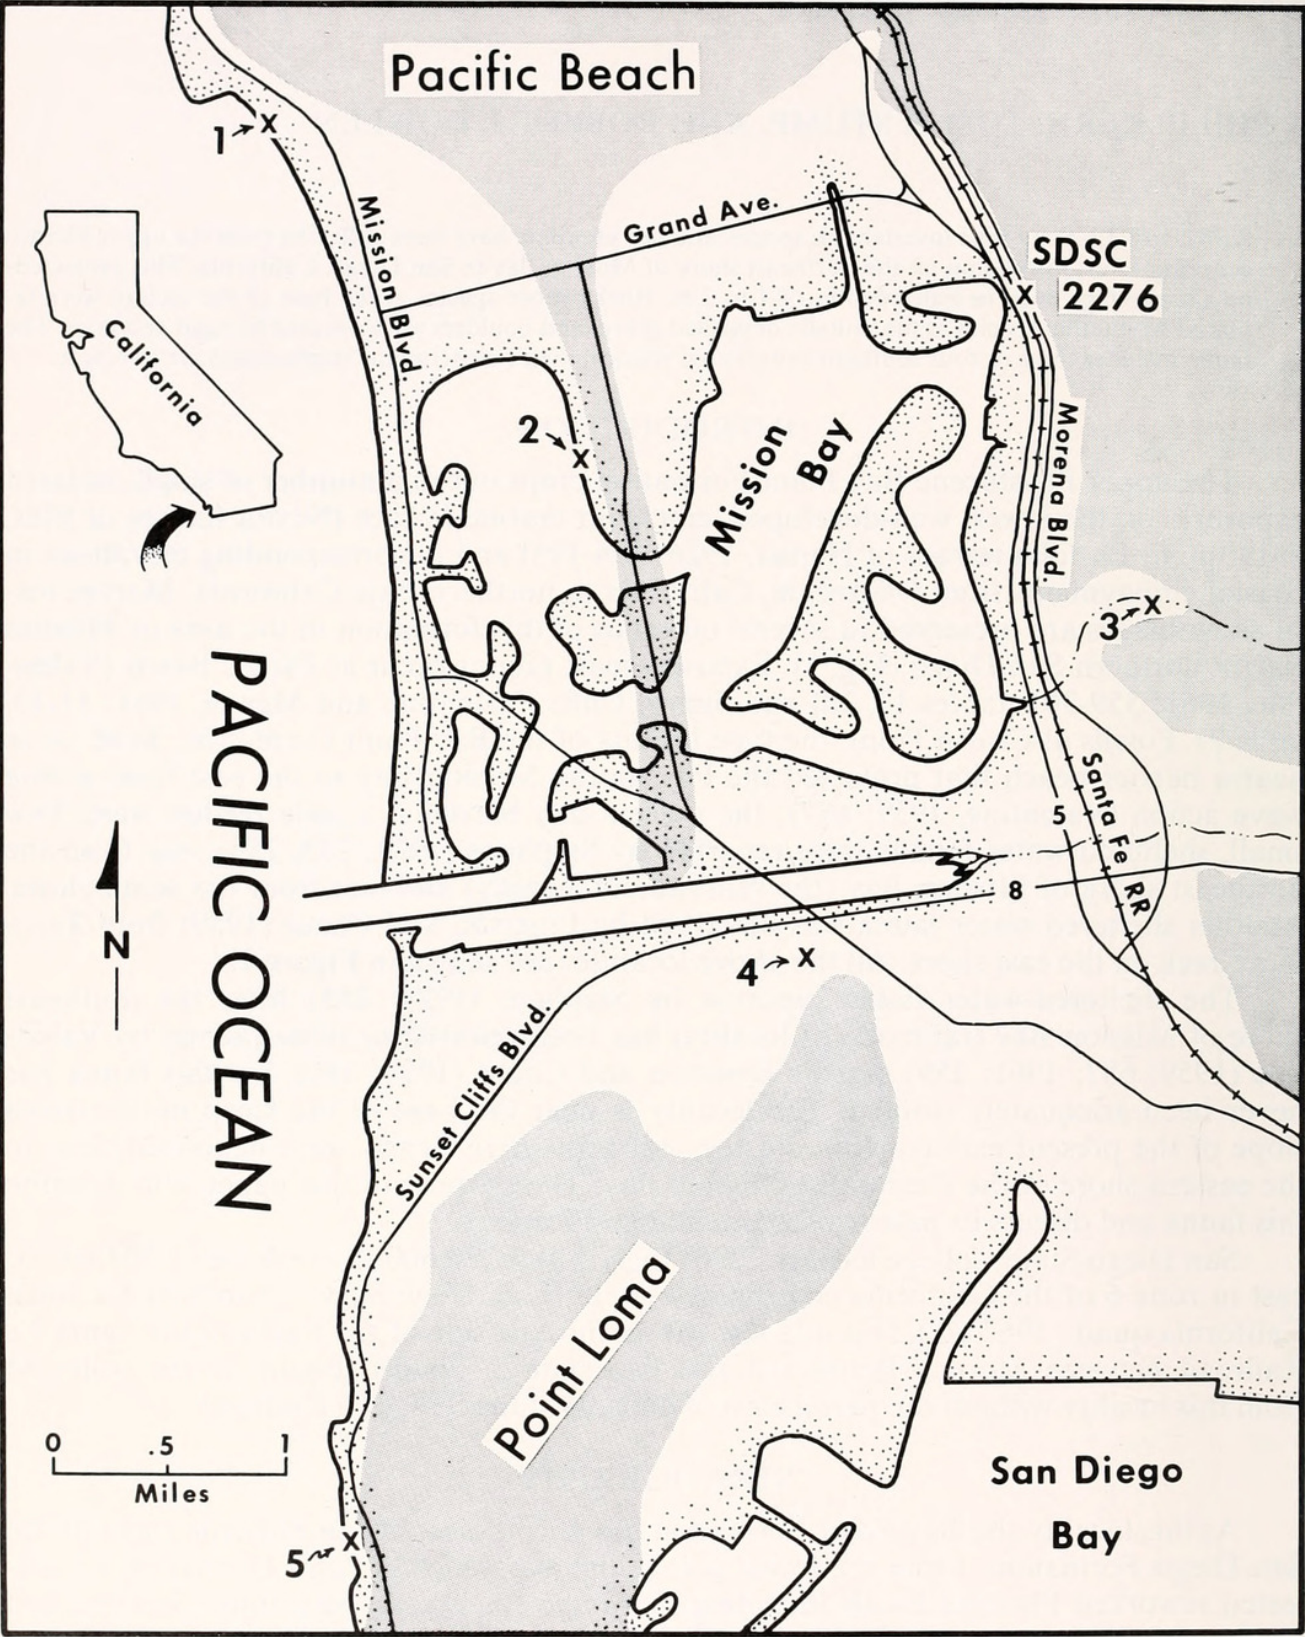 Pacific Beach
1
X
Mission Blvd.
Grand Ave.
SDSC
X 2276
California
2
X
Mission
Bay
Morena Blvd.
3
X
PACIFIC OCEAN
Santa Fe RR
5
8
N
4
X
Sunset Cliffs Blvd.
Point Loma
0 .5 1
Miles
San Diego
Bay
5
X